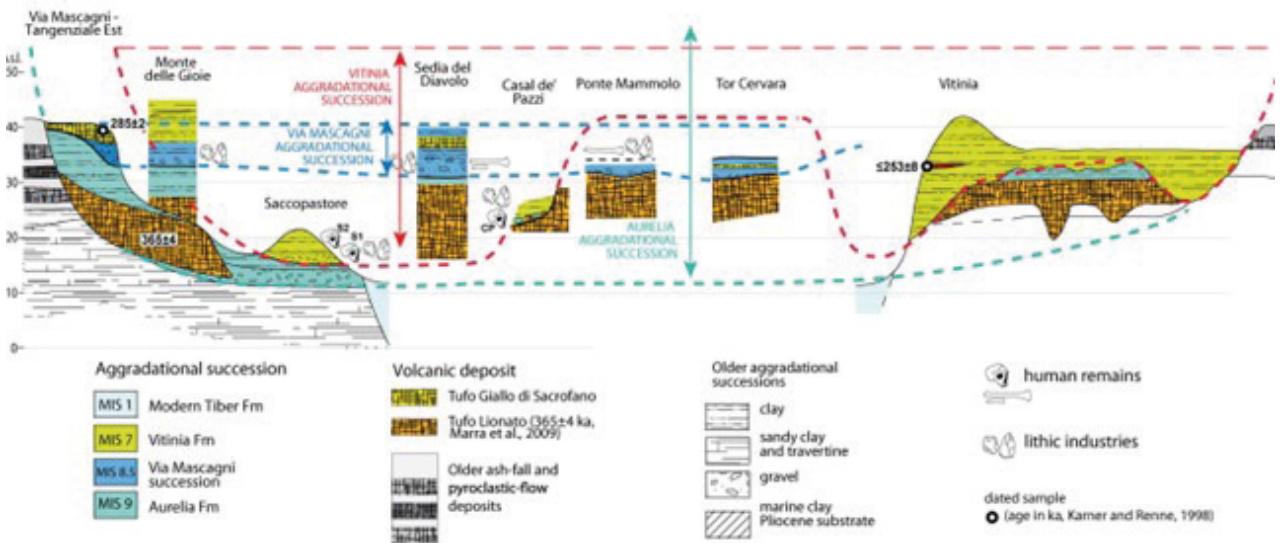 Via Mascagni -
Tangenziale Est
Monte
delle Gioie
Saccopastore
VITINIA
AGGRADATIONAL
SUCCESSION
VIA MASCAGNI
AGGRADATIONAL
SUCCESSION
Sedia del
Diavolo
Casal de'
Pazzi
Ponte Mammolo
Tor Cervara
Vitinia
AURELIA
AGGRADATIONAL
SUCCESSION
50
40
30
20
10
0
285±2
365±4
S2
S1
CP
≤253±8
Aggradational succession
MIS 1 Modern Tiber Fm
MIS 7 Vitinia Fm
MIS 8.5 Via Mascagni
succession
MIS 9 Aurelia Fm
Volcanic deposit
Tufo Giallo di Sacrofano
Tufo Lionato (365±4 ka,
Marra et al., 2009)
Older ash-fall and
pyroclastic-flow
deposits
Older aggradational
successions
clay
sandy clay
and travertine
gravel
marine clay
Pliocene substrate
human remains
lithic industries
dated sample
(age in ka, Karner and Renne, 1998)